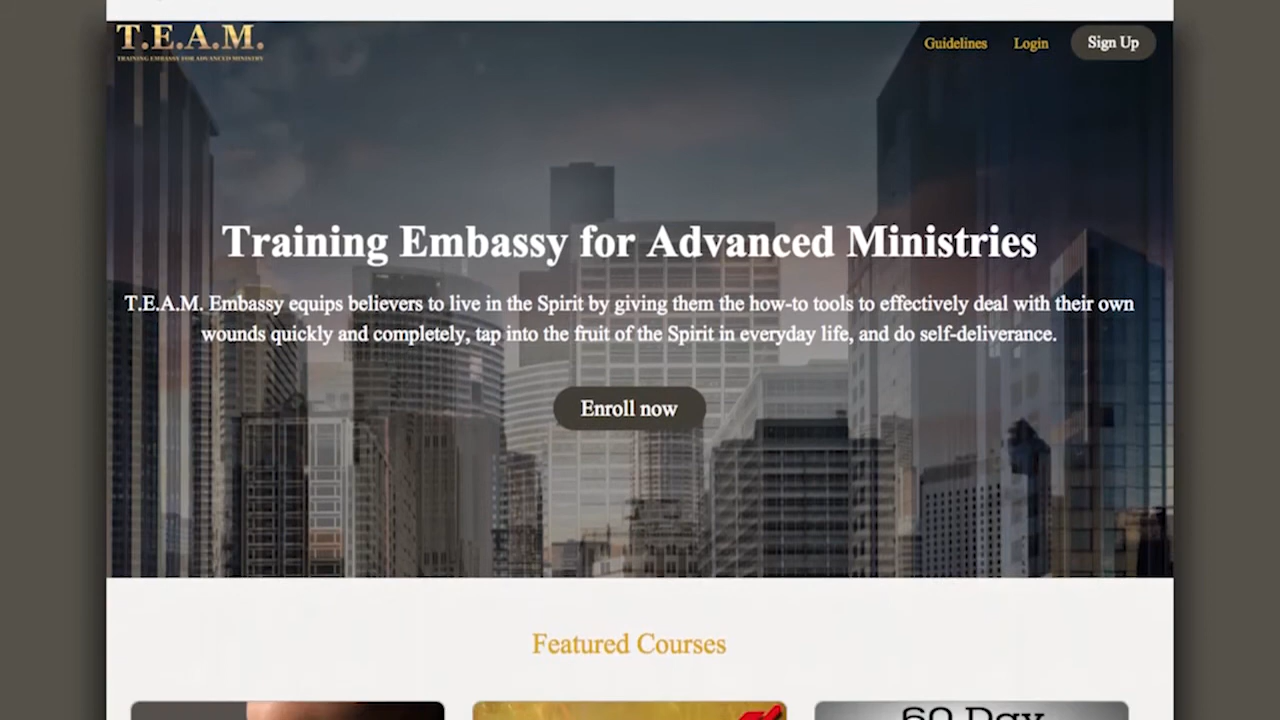 T.E.A.M.
TRAINING EMBASSY FOR ADVANCED MINISTRY
Guidelines
Login
Sign Up
Training Embassy for Advanced Ministries
T.E.A.M. Embassy equips believers to live in the Spirit by giving them the how-to tools to effectively deal with their own
wounds quickly and completely, tap into the fruit of the Spirit in everyday life, and do self-deliverance.
Enroll now
Featured Courses
60 Day